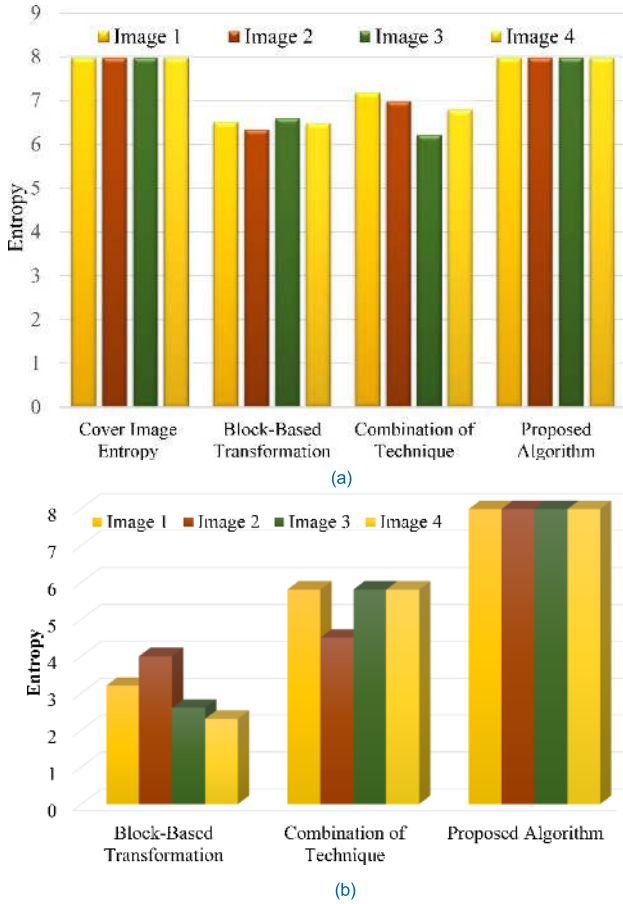 9
Image 1 Image 2 Image 3 Image 4
8
7
6
5
4
3
2
1
0
Entropy
Cover Image Block-Based Combination of Proposed
Entropy Transformation Technique Algorithm
(a)
8
Image 1 Image 2 Image 3 Image 4
7
6
5
4
3
2
1
0
Entropy
Block-Based Combination of Proposed Algorithm
Transformation Technique
(b)